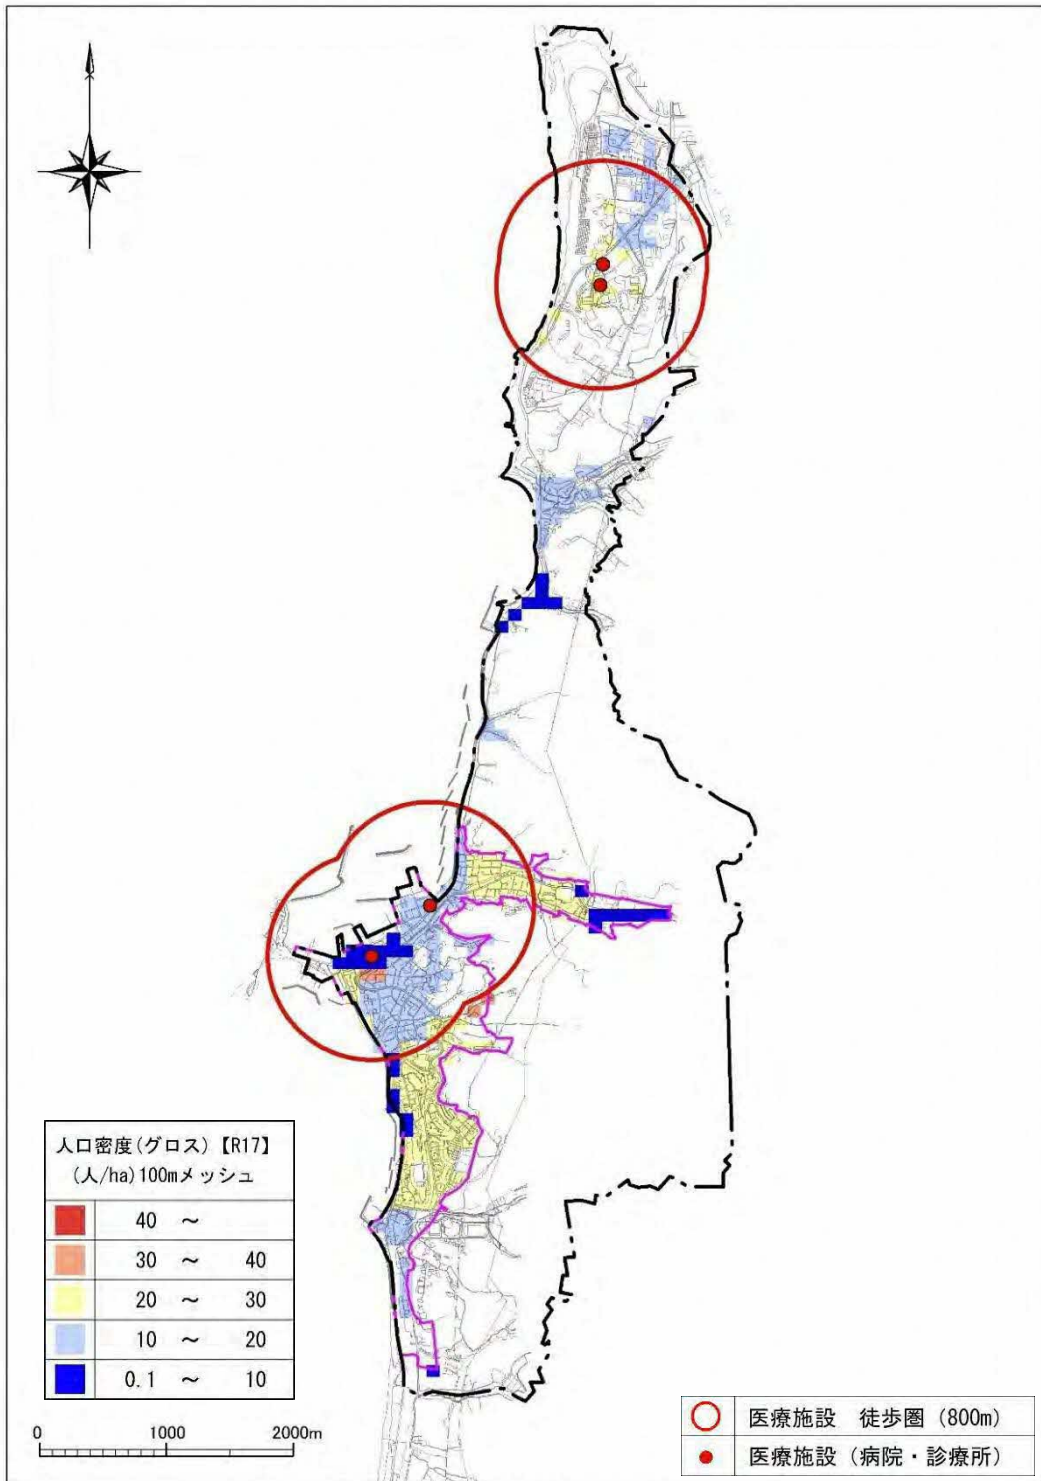 人口密度(グロス)【R17】
(人/ha)100mメッシュ
40 ～
30 ～ 40
20 ～ 30
10 ～ 20
0.1 ～ 10
0 1000 2000m
医療施設 徒歩圏(800m)
医療施設(病院・診療所)